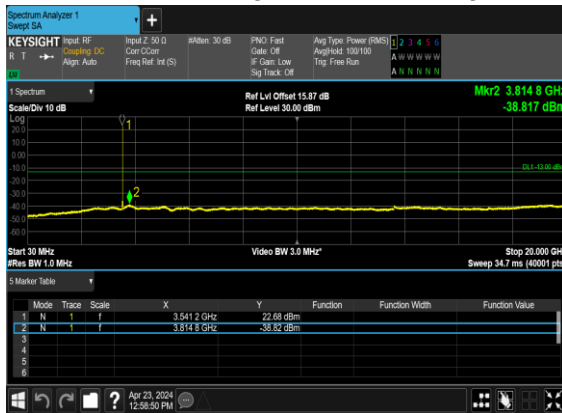 Spectrum Analyzer 1
Swept SA
KEYSIGHT Input: RF Input Z: 50 Ω #Atten: 30 dB PNO: Fast Avg Type: Power (RMS) 1 2 3 4 5 6
R T Coupling: DC Corr CCorr Gate: Off Avg|Hold: 100/100 A W W W W W
Align: Auto Freq Ref: Int (S) IF Gain: Low Trig: Free Run
Sig Track: Off A N N N N N
1 Spectrum Ref Lvl Offset 15.87 dB Mkr2 3.814 8 GHz
Scale/Div 10 dB Ref Level 30.00 dBm -38.817 dBm
Log
20.0 1
10.0
0.00
-10.0 DL1 -13.00 dBm
-20.0
-30.0 2
-40.0
-50.0
-60.0
Start 30 MHz Video BW 3.0 MHz* Stop 20.000 GHz
#Res BW 1.0 MHz Sweep 34.7 ms (40001 pts)
5 Marker Table
Mode Trace Scale X Y Function Function Width Function Value
1 N 1 f 3.541 2 GHz 22.68 dBm
2 N 1 f 3.814 8 GHz -38.82 dBm
3
4
5
6
? Apr 23, 2024
12:58:50 PM